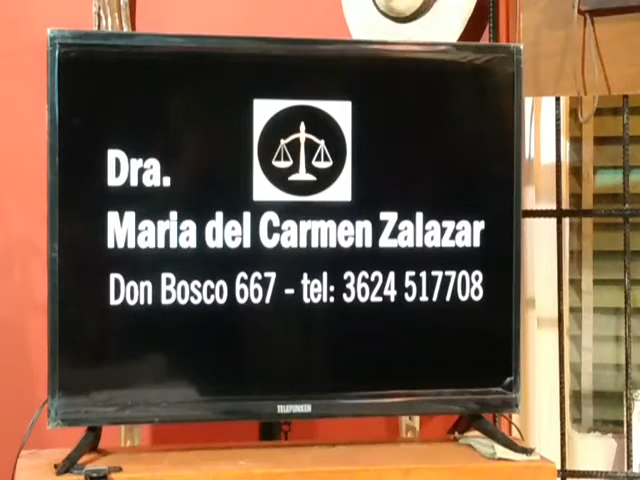 Dra.
Maria del Carmen Zalazar
Don Bosco 667 - tel: 3624 517708
TELEFUNKEN